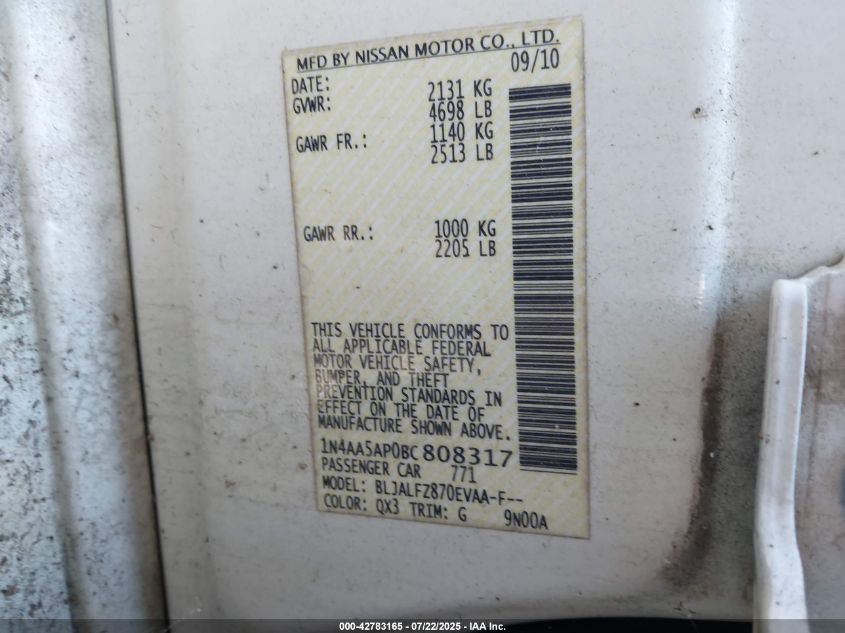 MFD BY NISSAN MOTOR CO., LTD.
DATE: 09/10
GVWR: 2131 KG
4698 LB
GAWR FR.: 1140 KG
2513 LB
GAWR RR.: 1000 KG
2205 LB
THIS VEHICLE CONFORMS TO
ALL APPLICABLE FEDERAL
MOTOR VEHICLE SAFETY,
BUMPER, AND THEFT
PREVENTION STANDARDS IN
EFFECT ON THE DATE OF
MANUFACTURE SHOWN ABOVE.
1N4AA5AP0BC808317
PASSENGER CAR 771
MODEL: BLJALFZ870EVAA-F--
COLOR: QX3 TRIM: G 9N00A
000-42783165 - 07/22/2025 - IAA Inc.